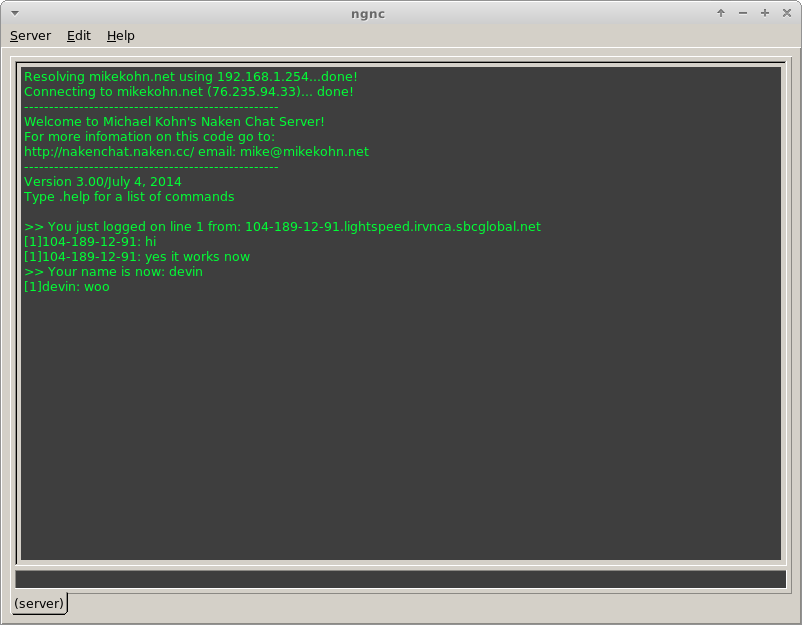 ngnc
Server Edit Help
Resolving mikekohn.net using 192.168.1.254...done!
Connecting to mikekohn.net (76.235.94.33)... done!
---------------------------------------------------
Welcome to Michael Kohn's Naken Chat Server!
For more infomation on this code go to:
http://nakenchat.naken.cc/ email: mike@mikekohn.net
---------------------------------------------------
Version 3.00/July 4, 2014
Type .help for a list of commands
>> You just logged on line 1 from: 104-189-12-91.lightspeed.irvnca.sbcglobal.net
[1]104-189-12-91: hi
[1]104-189-12-91: yes it works now
>> Your name is now: devin
[1]devin: woo
(server)